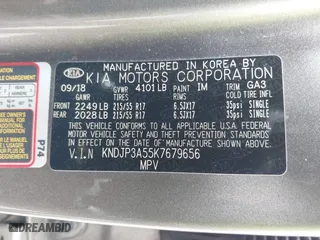 MANUFACTURED IN KOREA BY
KIA KIA MOTORS CORPORATION
09/18 GVWR 4101LB PAINT IM TRIM GA3
GAWR TIRES RIMS COLD TIRE INFL
FRONT 2249LB 215/55 R17 6.5JX17 35psi SINGLE
REAR 2028LB 215/55 R17 6.5JX17 35psi SINGLE
THIS VEHICLE CONFORMS TO ALL APPLICABLE U.S.A FEDERAL
MOTOR VEHICLE SAFETY, BUMPER, AND THEFT PREVENTION
STANDARDS IN EFFECT ON THE DATE OF MANUFACTURE SHOWN ABOVE.
V.I.N KNDJP3A55K7679656
MPV
P74